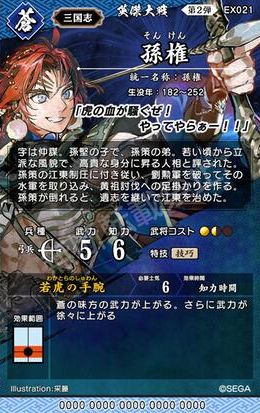 蒼
三国志
英傑大戦
第2弾
EX021
そん けん
孫権
統一名称：孫権
生没年：182～252
「虎の血が騒ぐぜ！
やってやらぁー！！」
字は仲謀。孫堅の子で、孫策の弟。若い頃から立
派な風貌で、高貴な身分に昇る人相と評された。
孫策の江東制圧に付き従い、劉勲軍を破ってその
水軍を取り込み、黄祖討伐への足掛かりを作る。
孫策が倒れると、遺志を継いで江東を治めた。
兵種 武力 知力 武将コスト
弓兵 5 6
特技 技巧
わかとらのしゅわん 必要士気 効果時間
若虎の手腕 6 知力時間
効果範囲
蒼の味方の武力が上がる。さらに武力が
徐々に上がる
Illustration:采藤
©SEGA
0000-0000-0000-0000-0000